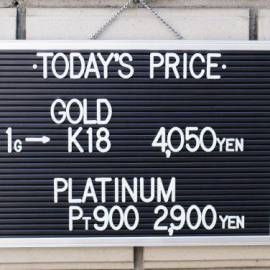 ·TODAY'S PRICE·
GOLD
1G→ K18 4,050YEN
PLATINUM
PT900 2,900YEN